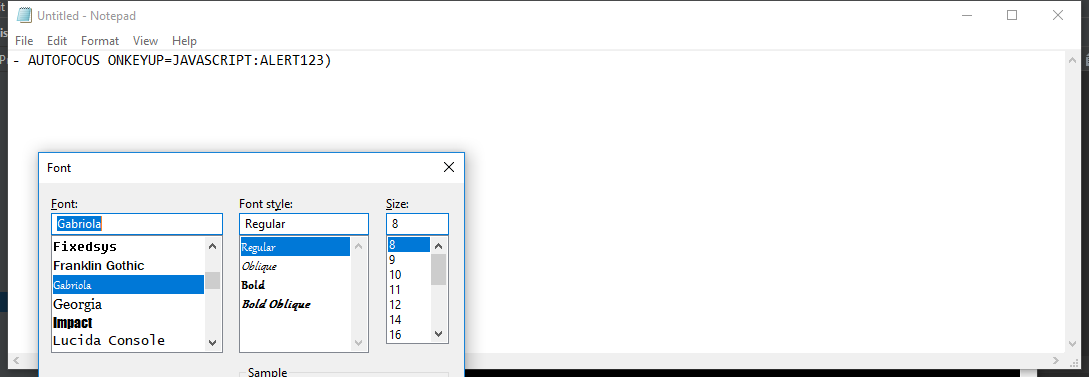 Untitled - Notepad
File Edit Format View Help
- AUTOFOCUS ONKEYUP=JAVASCRIPT:ALERT123)
Font
Font: Font style: Size:
Gabriola Regular 8
Fixedsys Regular 8
Franklin Gothic Oblique 9
Gabriola Bold 10
Georgia Bold Oblique 11
Impact 12
Lucida Console 14
16
Sample